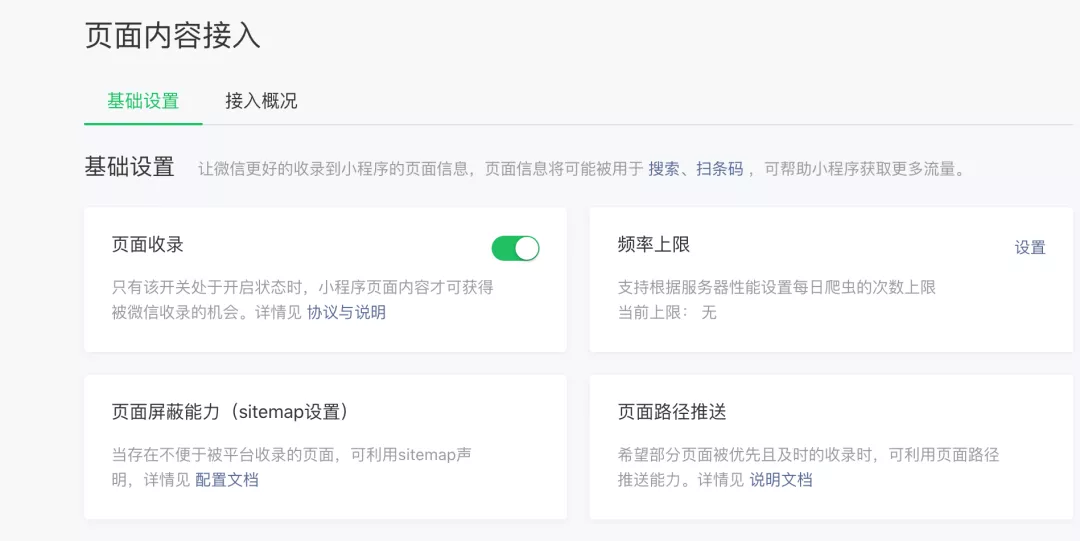 页面内容接入
基础设置 接入概况
基础设置 让微信更好的收录到小程序的页面信息，页面信息将可能被用于 搜索、扫条码 ，可帮助小程序获取更多流量。
页面收录
只有该开关处于开启状态时，小程序页面内容才可获得
被微信收录的机会。详情见 协议与说明
频率上限 设置
支持根据服务器性能设置每日爬虫的次数上限
当前上限： 无
页面屏蔽能力（sitemap设置）
当存在不便于被平台收录的页面，可利用sitemap声
明，详情见 配置文档
页面路径推送
希望部分页面被优先且及时的收录时，可利用页面路径
推送能力。详情见 说明文档